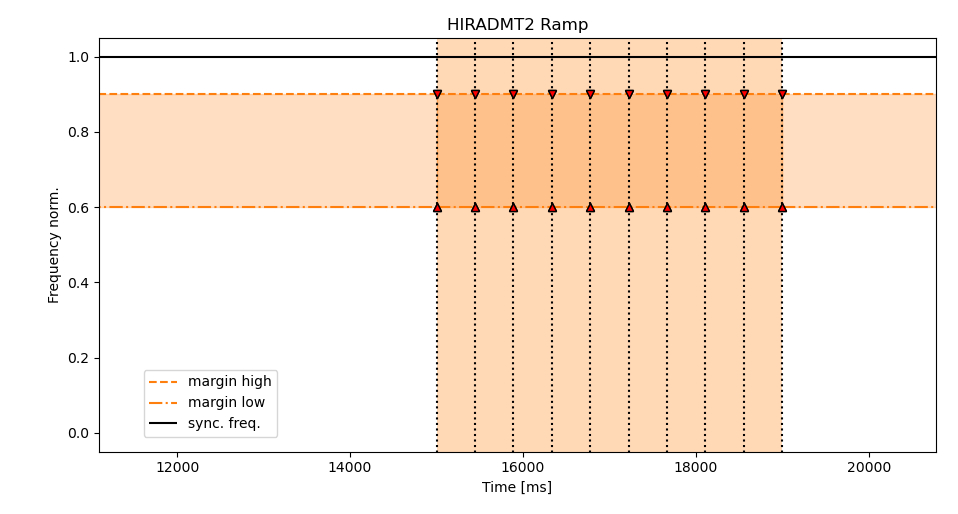 HIRADMT2 Ramp
1.0
0.8
0.6
0.4
0.2
0.0
Frequency norm.
margin high
margin low
sync. freq.
12000 14000 16000 18000 20000
Time [ms]